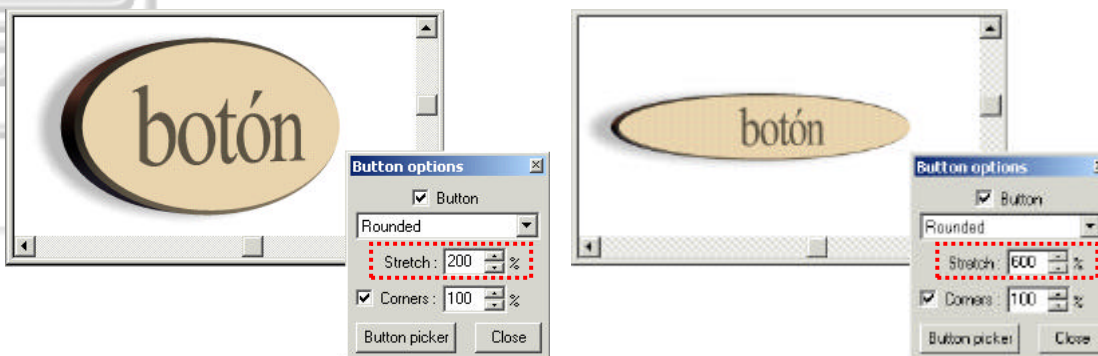 botón
Button options
Button
Rounded
Stretch : 200 %
Corners : 100 %
Button picker Close
botón
Button options
Button
Rounded
Stretch : 600 %
Corners : 100 %
Button picker Close